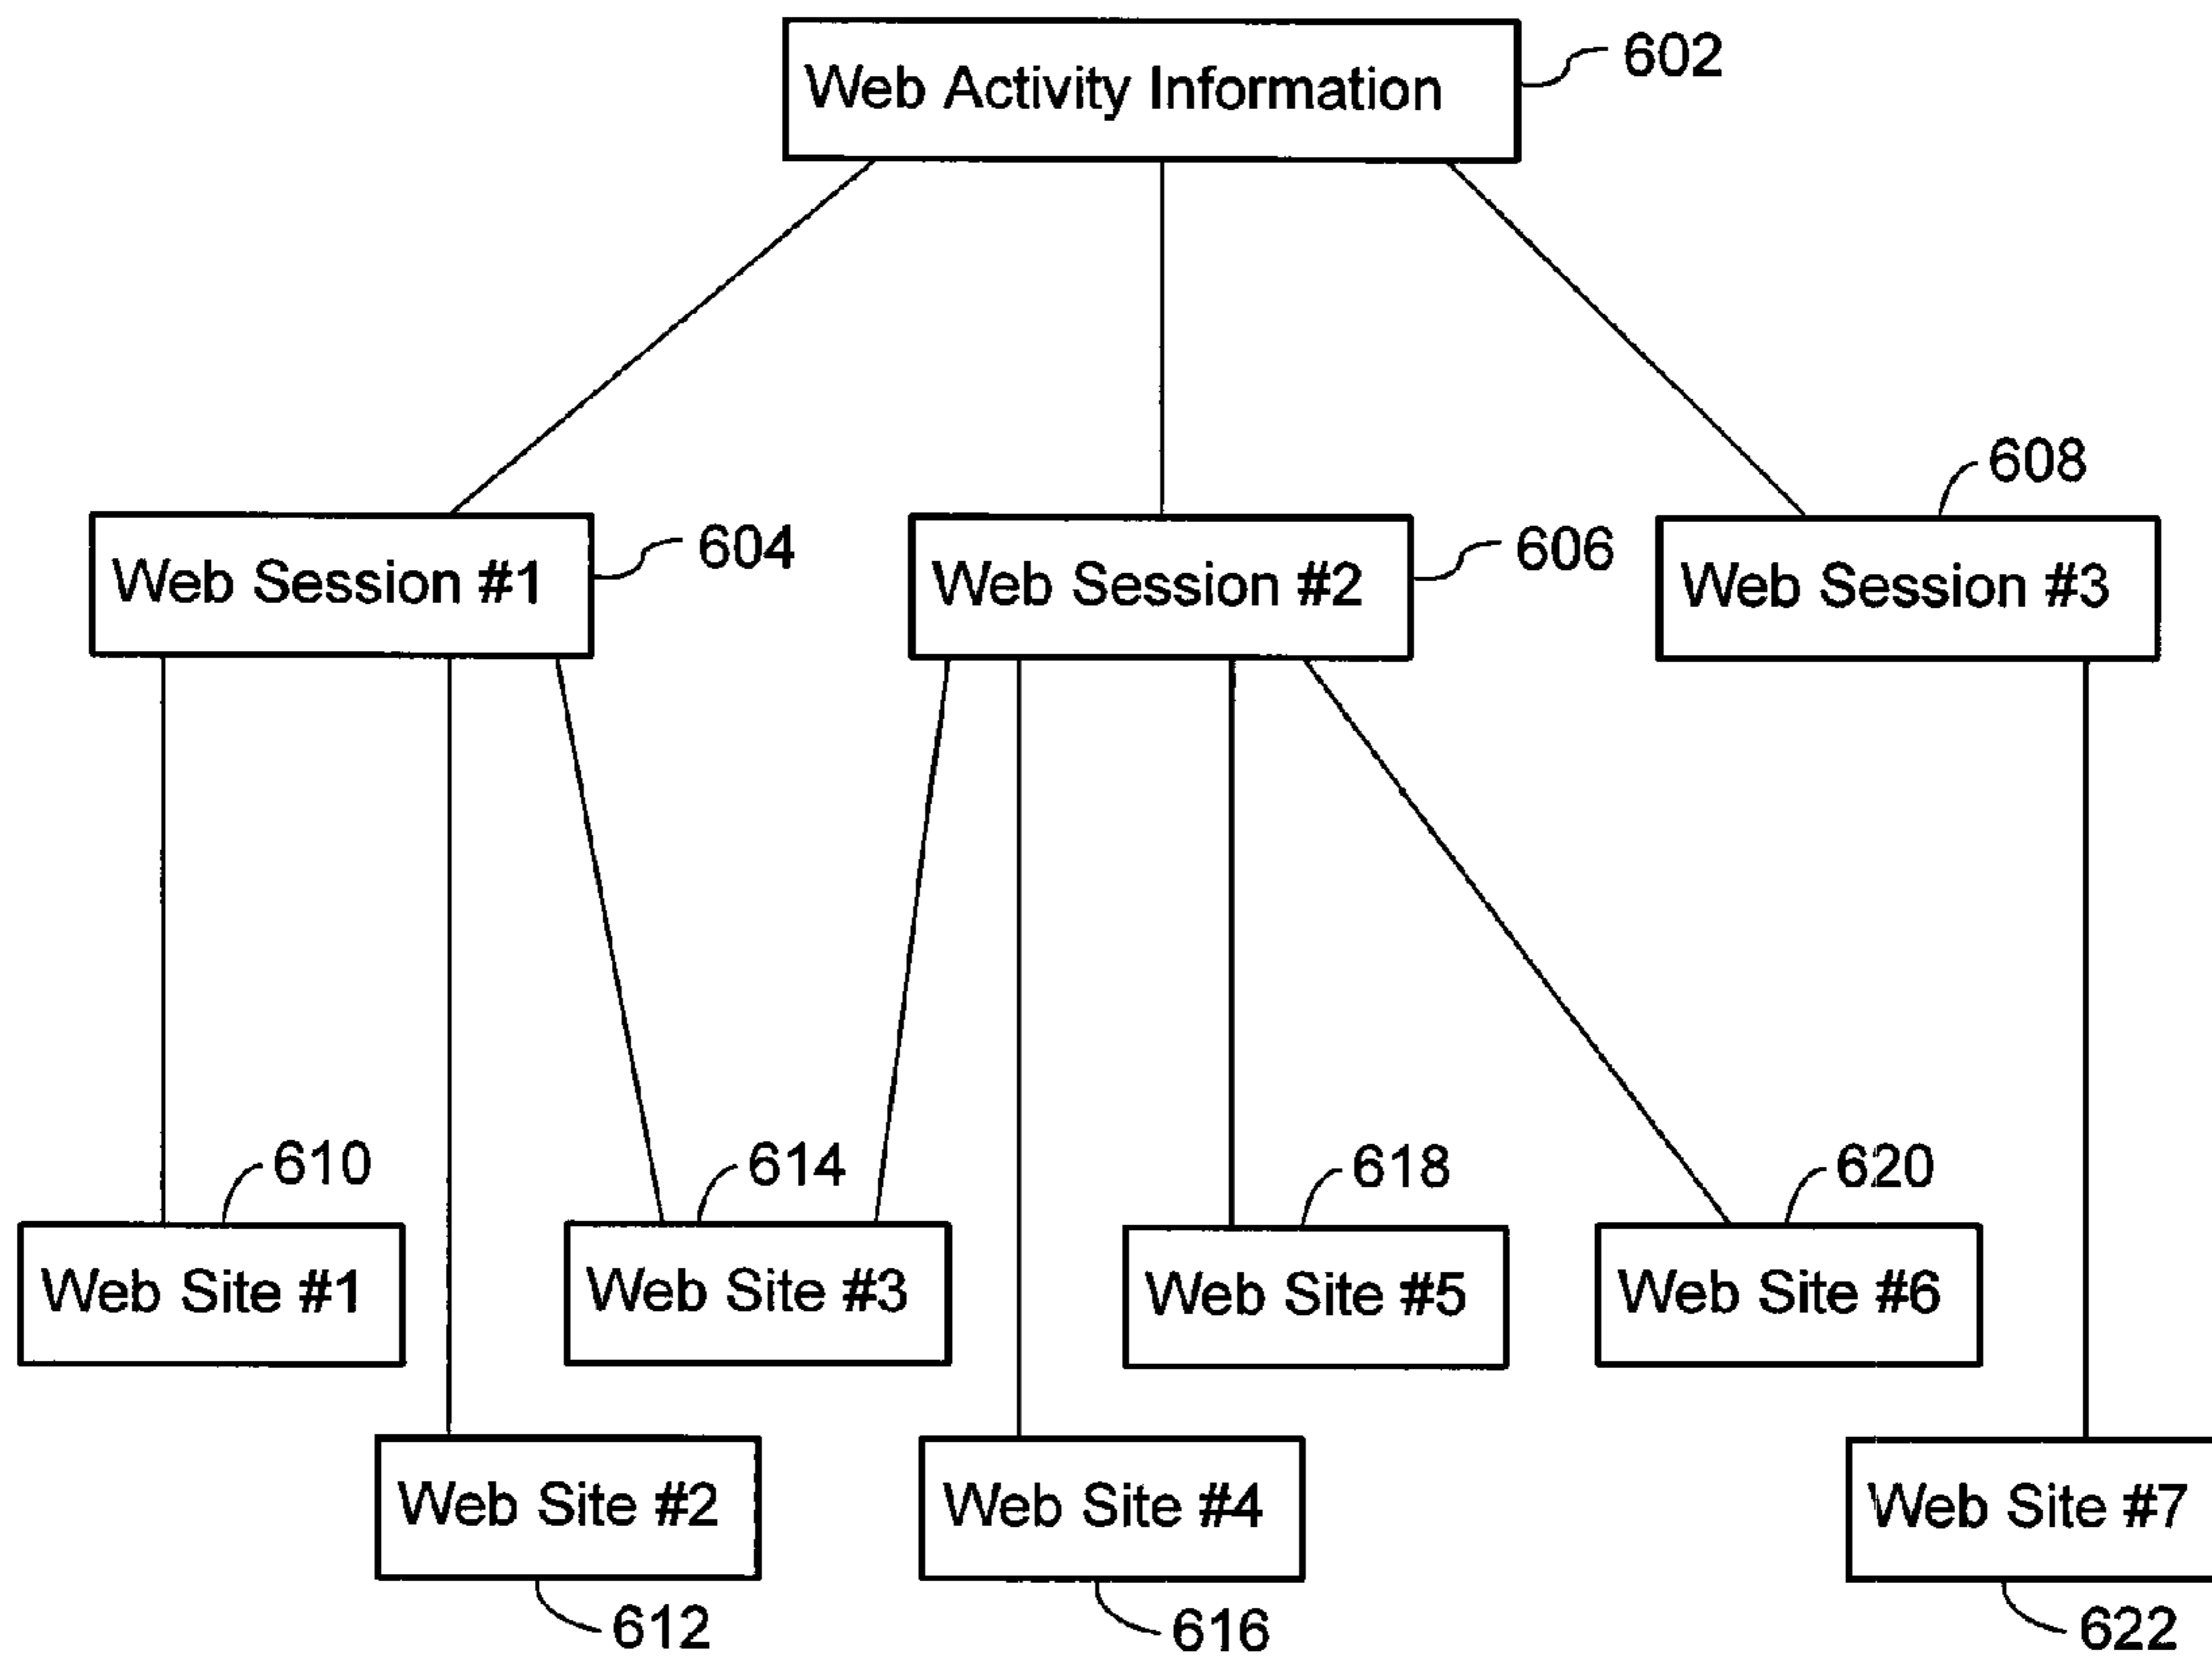 Web Activity Information
602
Web Session #1
604
Web Session #2
606
608
Web Session #3
610
Web Site #1
614
Web Site #3
618
Web Site #5
620
Web Site #6
Web Site #2
612
Web Site #4
616
Web Site #7
622